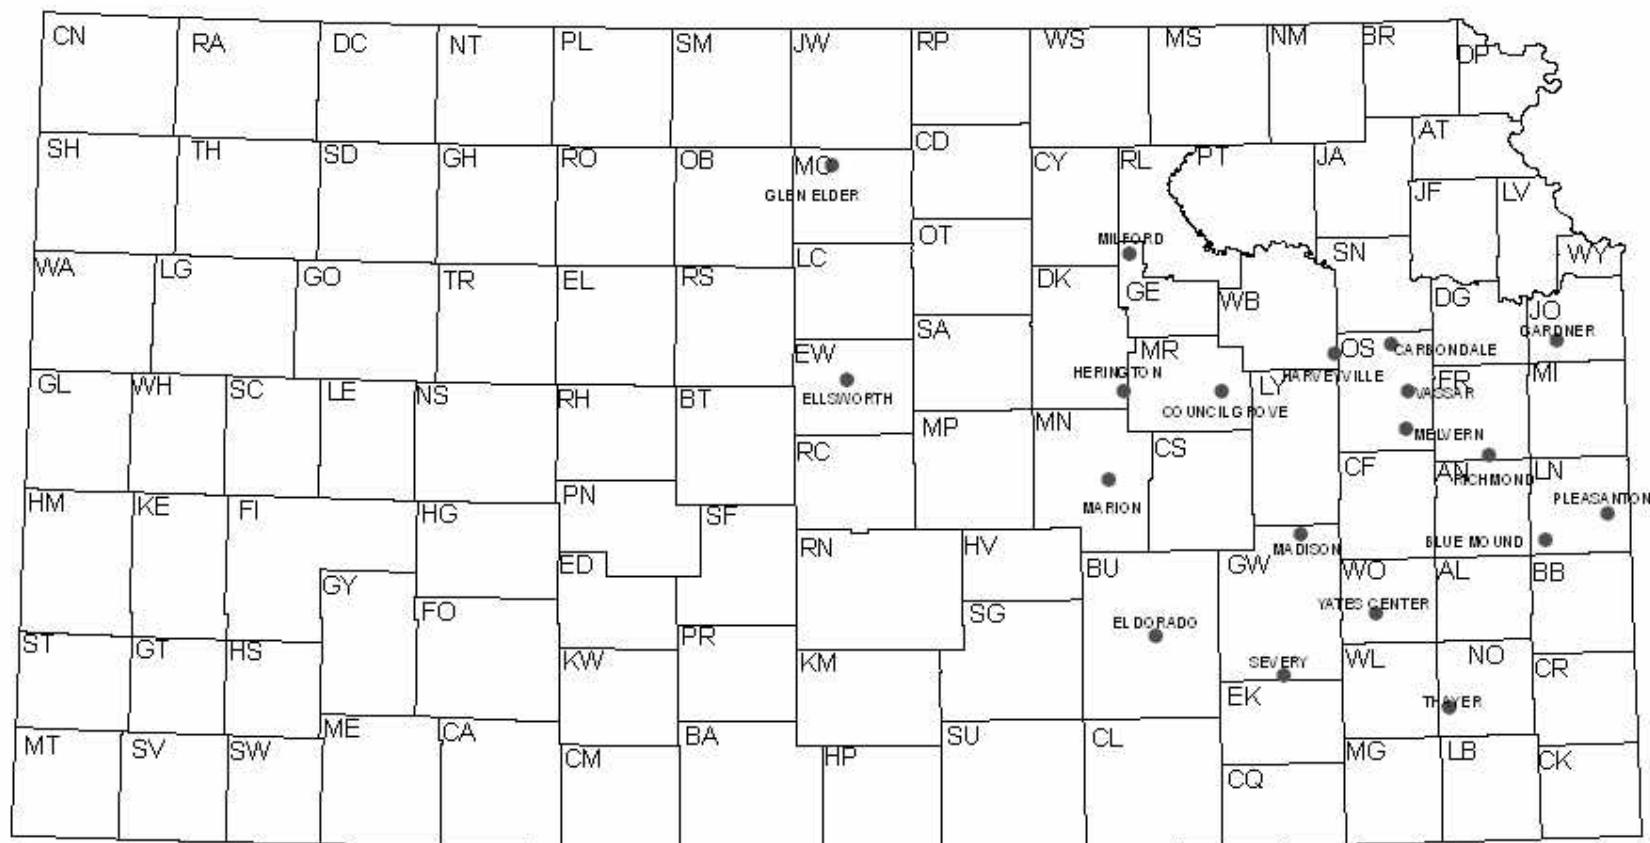 CN RA DC NT PL SM JW RP WS MS NM BR DP
SH TH SD GH RO OB MC CD CY RL PT JA AT
GLEN ELDER
JF LV
MILFORD
WA LG GO TR EL RS LC OT DK GE WB SN DG WY
JO
GARDNER
SA
EW MR OS CARBONDALE
HERINGTON HARVEYVILLE
GL WH SC LE NS RH BT ELLSWORTH COUNCIL GROVE LY FR VASSAR MI
MP MN MELVERN
RC CS CF AN RICHMOND LN
PLEASANTON
HM KE FI HG PN SF MARION
RN HV MADISON BLUE MOUND
GY ED BU GW WO AL BB
YATES CENTER
FO SG EL DORADO
ST GT HS PR KW KM SEVERY WL NO CR
EK THAYER
MT SV SW ME CA CM BA HP SU CL MG LB CK
CQ